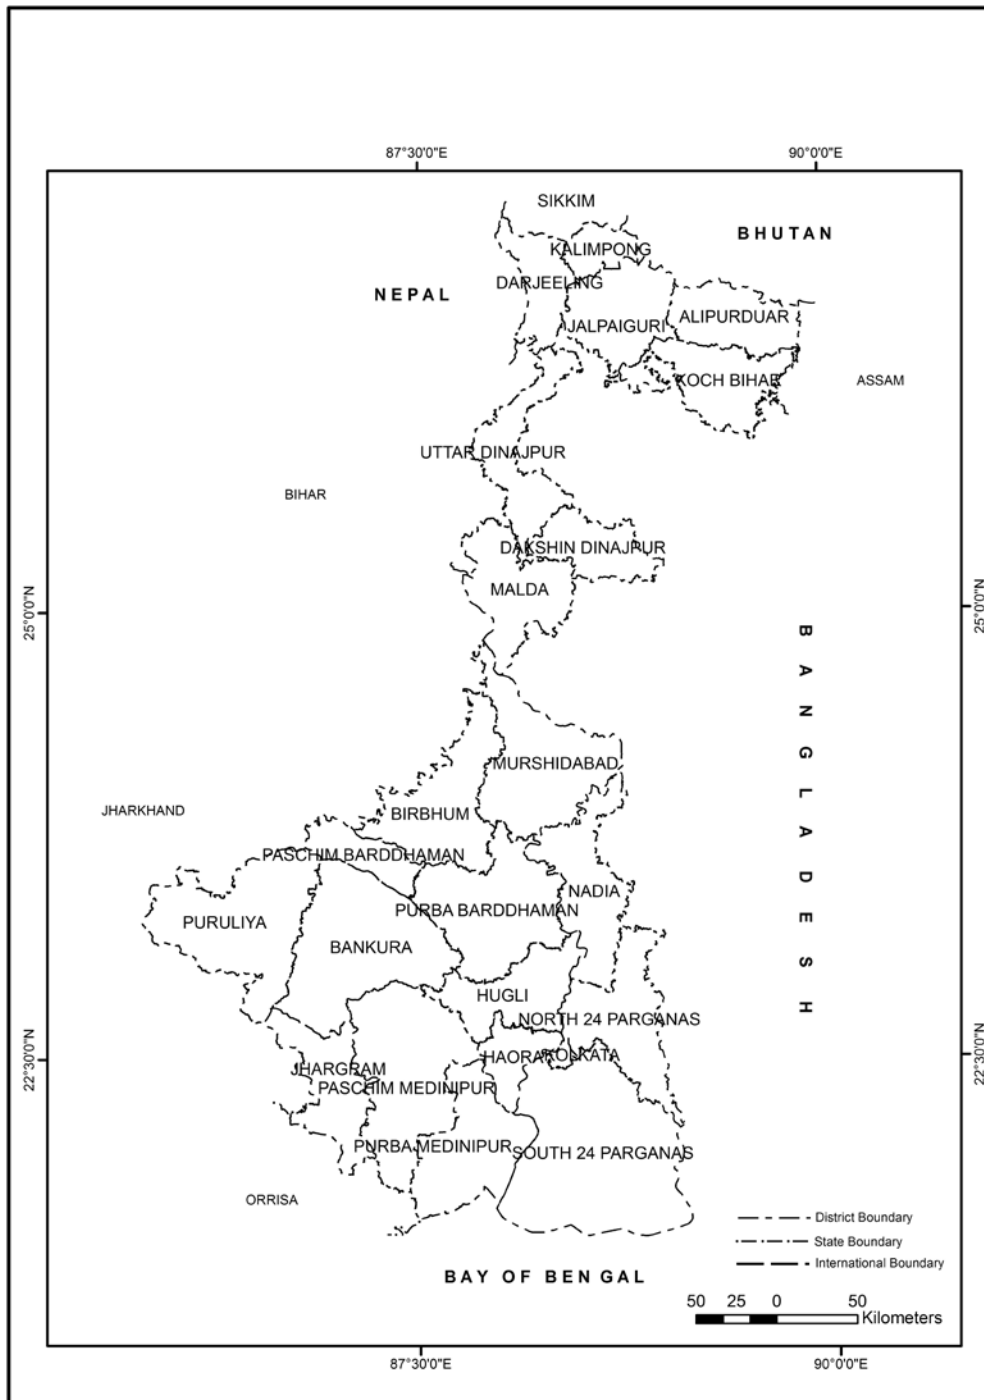 87°30'0"E
90°0'0"E
SIKKIM
BHUTAN
KALIMPONG
DARJEELING
NEPAL
ALIPURDUAR
JALPAIGURI
KOCH BIHAR
ASSAM
UTTAR DINAJPUR
BIHAR
DAKSHIN DINAJPUR
MALDA
25°0'0"N
25°0'0"N
BANGLADESH
MURSHIDABAD
JHARKHAND
BIRBHUM
PASCHIM BARDDHAMAN
NADIA
PURBA BARDDHAMAN
PURULIYA
BANKURA
HUGLI
NORTH 24 PARGANAS
22°30'0"N
22°30'0"N
HAORA
KOLKATA
JHARGRAM
PASCHIM MEDINIPUR
PURBA MEDINIPUR
SOUTH 24 PARGANAS
ORRISA
District Boundary
State Boundary
International Boundary
BAY OF BENGAL
50 25 0 50
Kilometers
87°30'0"E
90°0'0"E